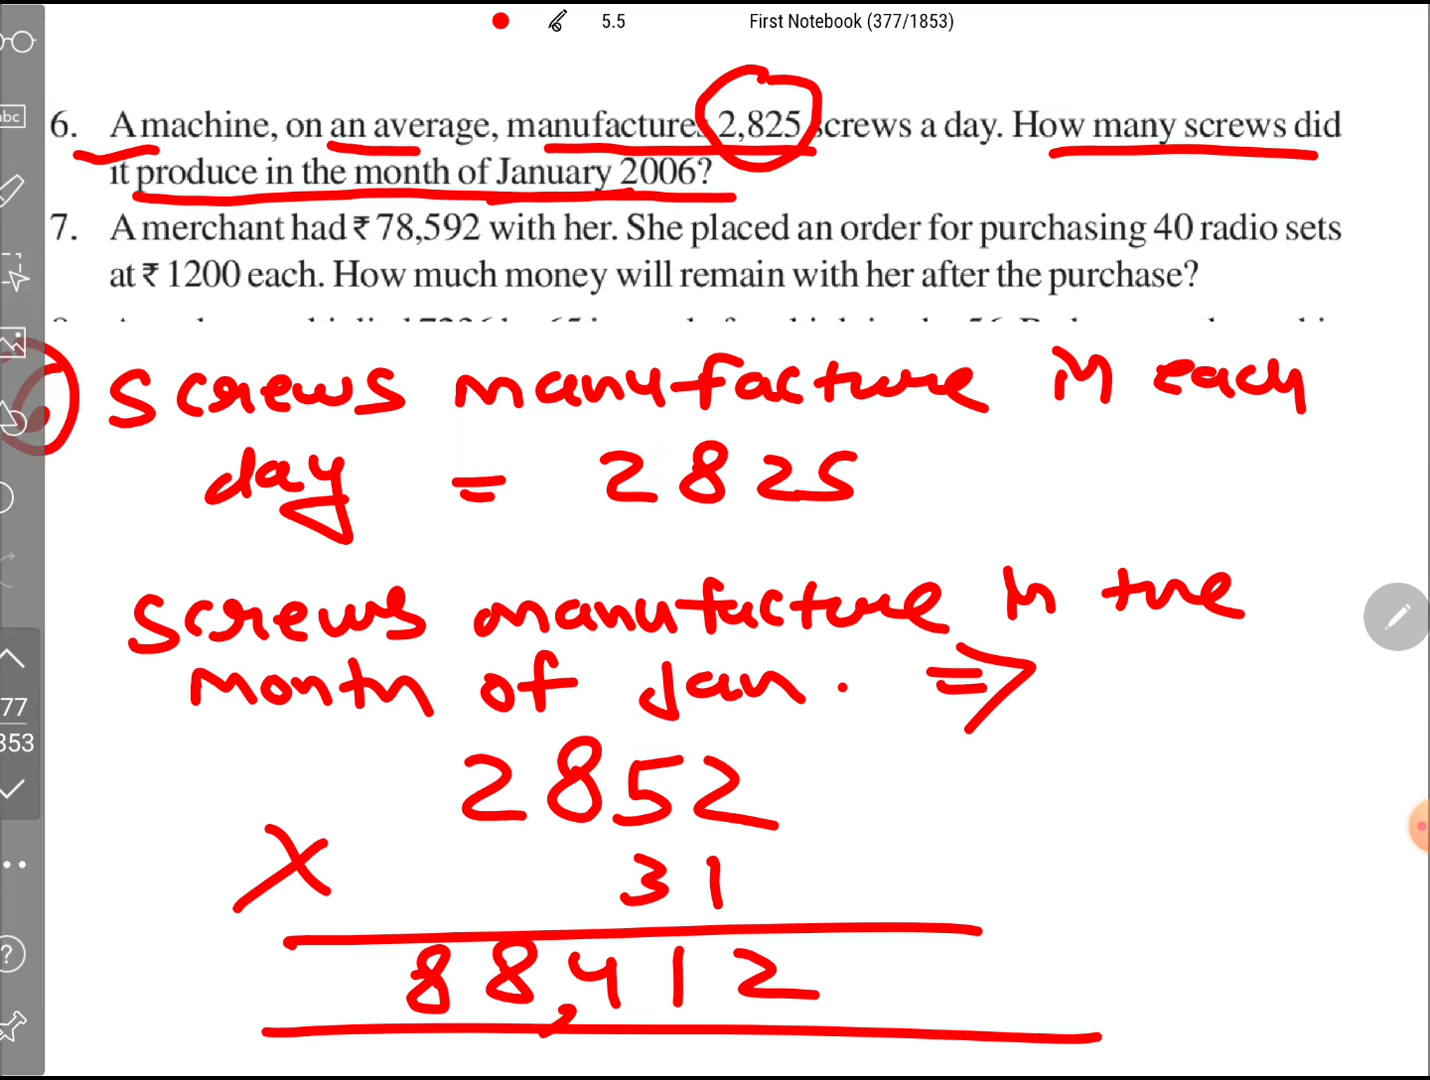 5.5 First Notebook (377/1853)
6. A machine, on an average, manufactures 2,825 screws a day. How many screws did
it produce in the month of January 2006?
7. A merchant had ₹ 78,592 with her. She placed an order for purchasing 40 radio sets
at ₹ 1200 each. How much money will remain with her after the purchase?
abc
screws manufacture in each
day = 2825
screws manufacture in the
month of Jan. ⇒
2852
× 31
88,412
77
353
?